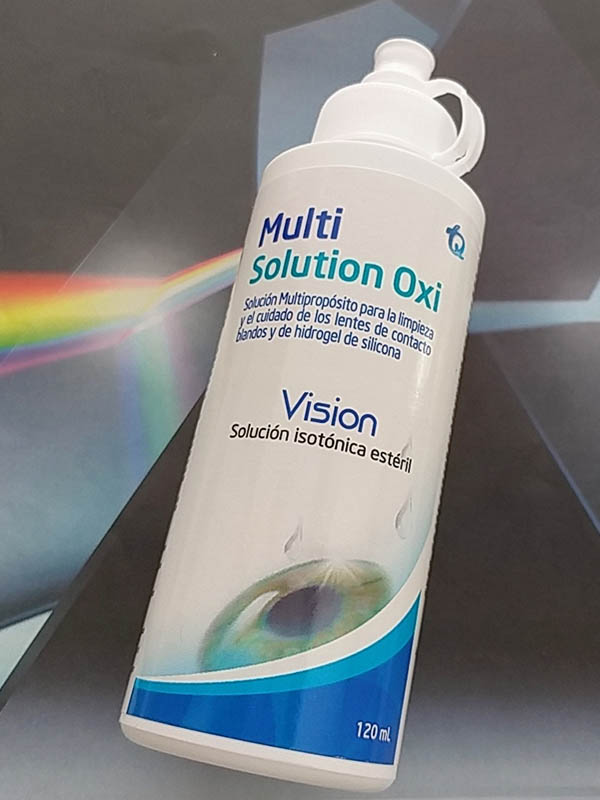 Multi
Solution Oxi
Solución Multipropósito para la limpieza
y el cuidado de los lentes de contacto
blandos y de hidrogel de silicona
Vision
Solución isotónica estéril
120 mL